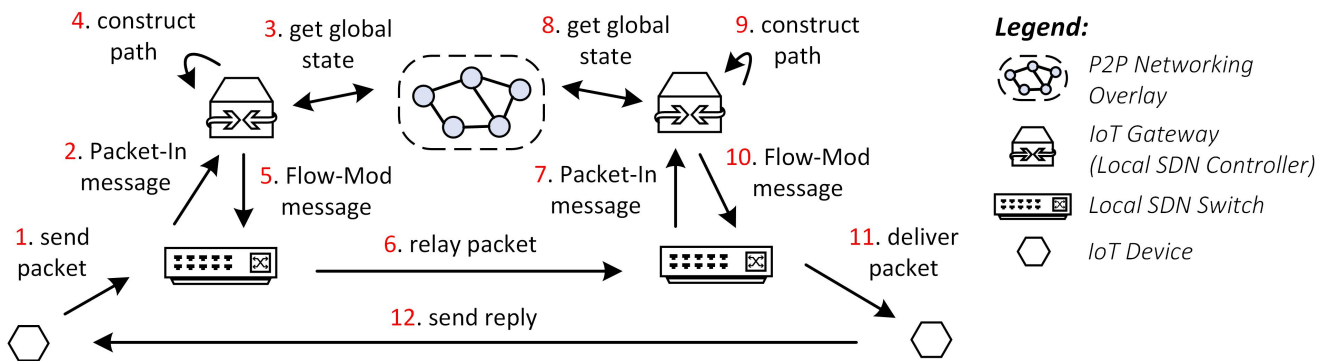 4. construct
path
3. get global
state
8. get global
state
9. construct
path
2. Packet-In
message
5. Flow-Mod
message
7. Packet-In
message
10. Flow-Mod
message
1. send
packet
6. relay packet
11. deliver
packet
12. send reply
Legend:
P2P Networking
Overlay
IoT Gateway
(Local SDN Controller)
Local SDN Switch
IoT Device